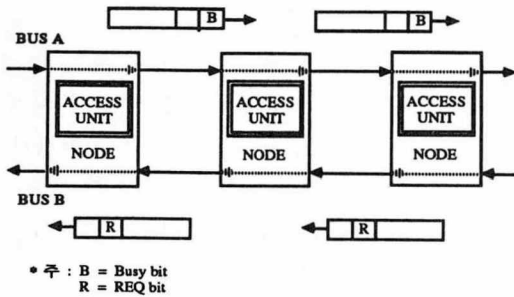 B B
BUS A
ACCESS UNIT ACCESS UNIT ACCESS UNIT
NODE NODE NODE
BUS B
R R
* 주 : B = Busy bit
R = REQ bit